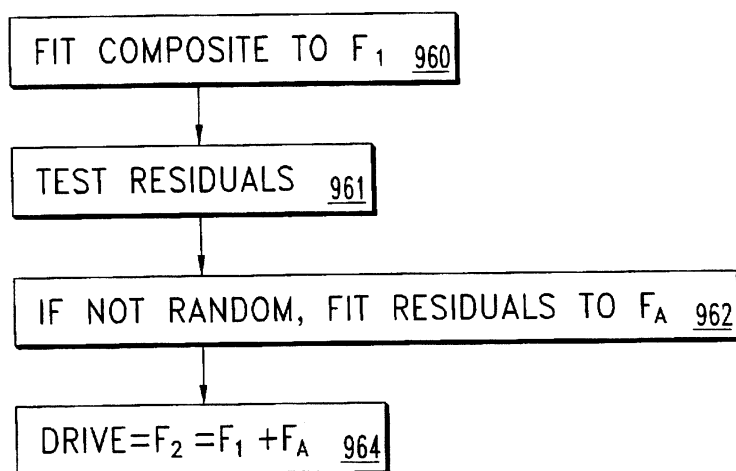 FIT COMPOSITE TO F₁ 960
TEST RESIDUALS 961
IF NOT RANDOM, FIT RESIDUALS TO Fₐ 962
DRIVE=F₂=F₁+Fₐ 964